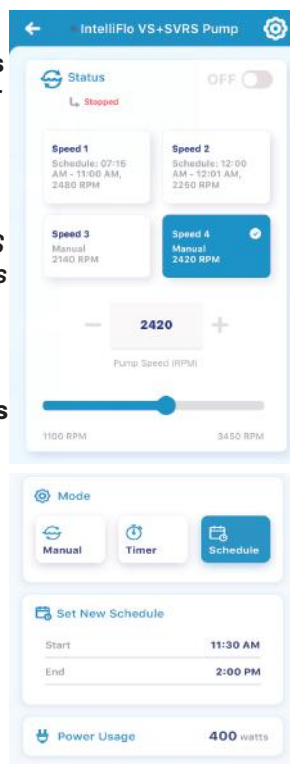 IntelliFlo VS+SVRS Pump
Status
OFF
Stopped
Speed 1
Schedule: 07:15
AM - 11:00 AM,
2480 RPM
Speed 2
Schedule: 12:00
AM - 12:01 AM,
2250 RPM
Speed 3
Manual
2140 RPM
Speed 4
Manual
2420 RPM
2420
Pump Speed (RPM)
1100 RPM
3450 RPM
Mode
Manual
Timer
Schedule
Set New Schedule
Start
11:30 AM
End
2:00 PM
Power Usage
400 watts